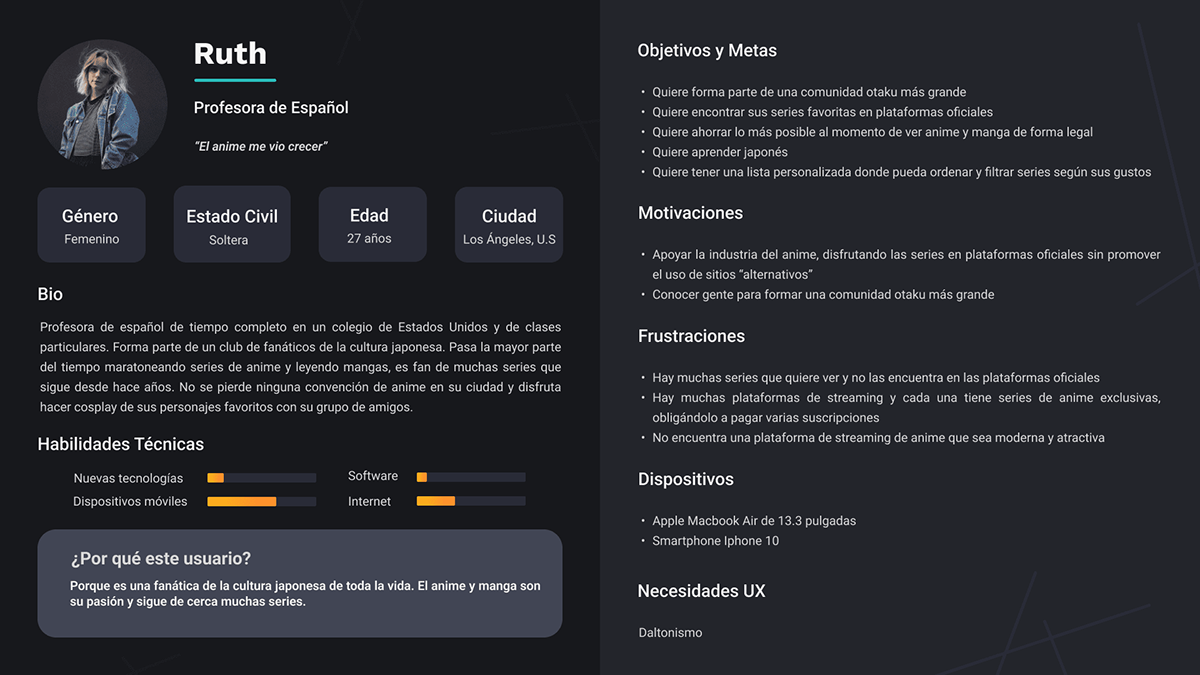 Ruth
Profesora de Español
“El anime me vio crecer”
Género
Femenino
Estado Civil
Soltera
Edad
27 años
Ciudad
Los Ángeles, U.S
Bio
Profesora de español de tiempo completo en un colegio de Estados Unidos y de clases
particulares. Forma parte de un club de fanáticos de la cultura japonesa. Pasa la mayor parte
del tiempo maratoneando series de anime y leyendo mangas, es fan de muchas series que
sigue desde hace años. No se pierde ninguna convención de anime en su ciudad y disfruta
hacer cosplay de sus personajes favoritos con su grupo de amigos.
Habilidades Técnicas
Nuevas tecnologías
Software
Dispositivos móviles
Internet
¿Por qué este usuario?
Porque es una fanática de la cultura japonesa de toda la vida. El anime y manga son
su pasión y sigue de cerca muchas series.
Objetivos y Metas
• Quiere forma parte de una comunidad otaku más grande
• Quiere encontrar sus series favoritas en plataformas oficiales
• Quiere ahorrar lo más posible al momento de ver anime y manga de forma legal
• Quiere aprender japonés
• Quiere tener una lista personalizada donde pueda ordenar y filtrar series según sus gustos
Motivaciones
• Apoyar la industria del anime, disfrutando las series en plataformas oficiales sin promover
el uso de sitios “alternativos”
• Conocer gente para formar una comunidad otaku más grande
Frustraciones
• Hay muchas series que quiere ver y no las encuentra en las plataformas oficiales
• Hay muchas plataformas de streaming y cada una tiene series de anime exclusivas,
obligándolo a pagar varias suscripciones
• No encuentra una plataforma de streaming de anime que sea moderna y atractiva
Dispositivos
• Apple Macbook Air de 13.3 pulgadas
• Smartphone Iphone 10
Necesidades UX
Daltonismo